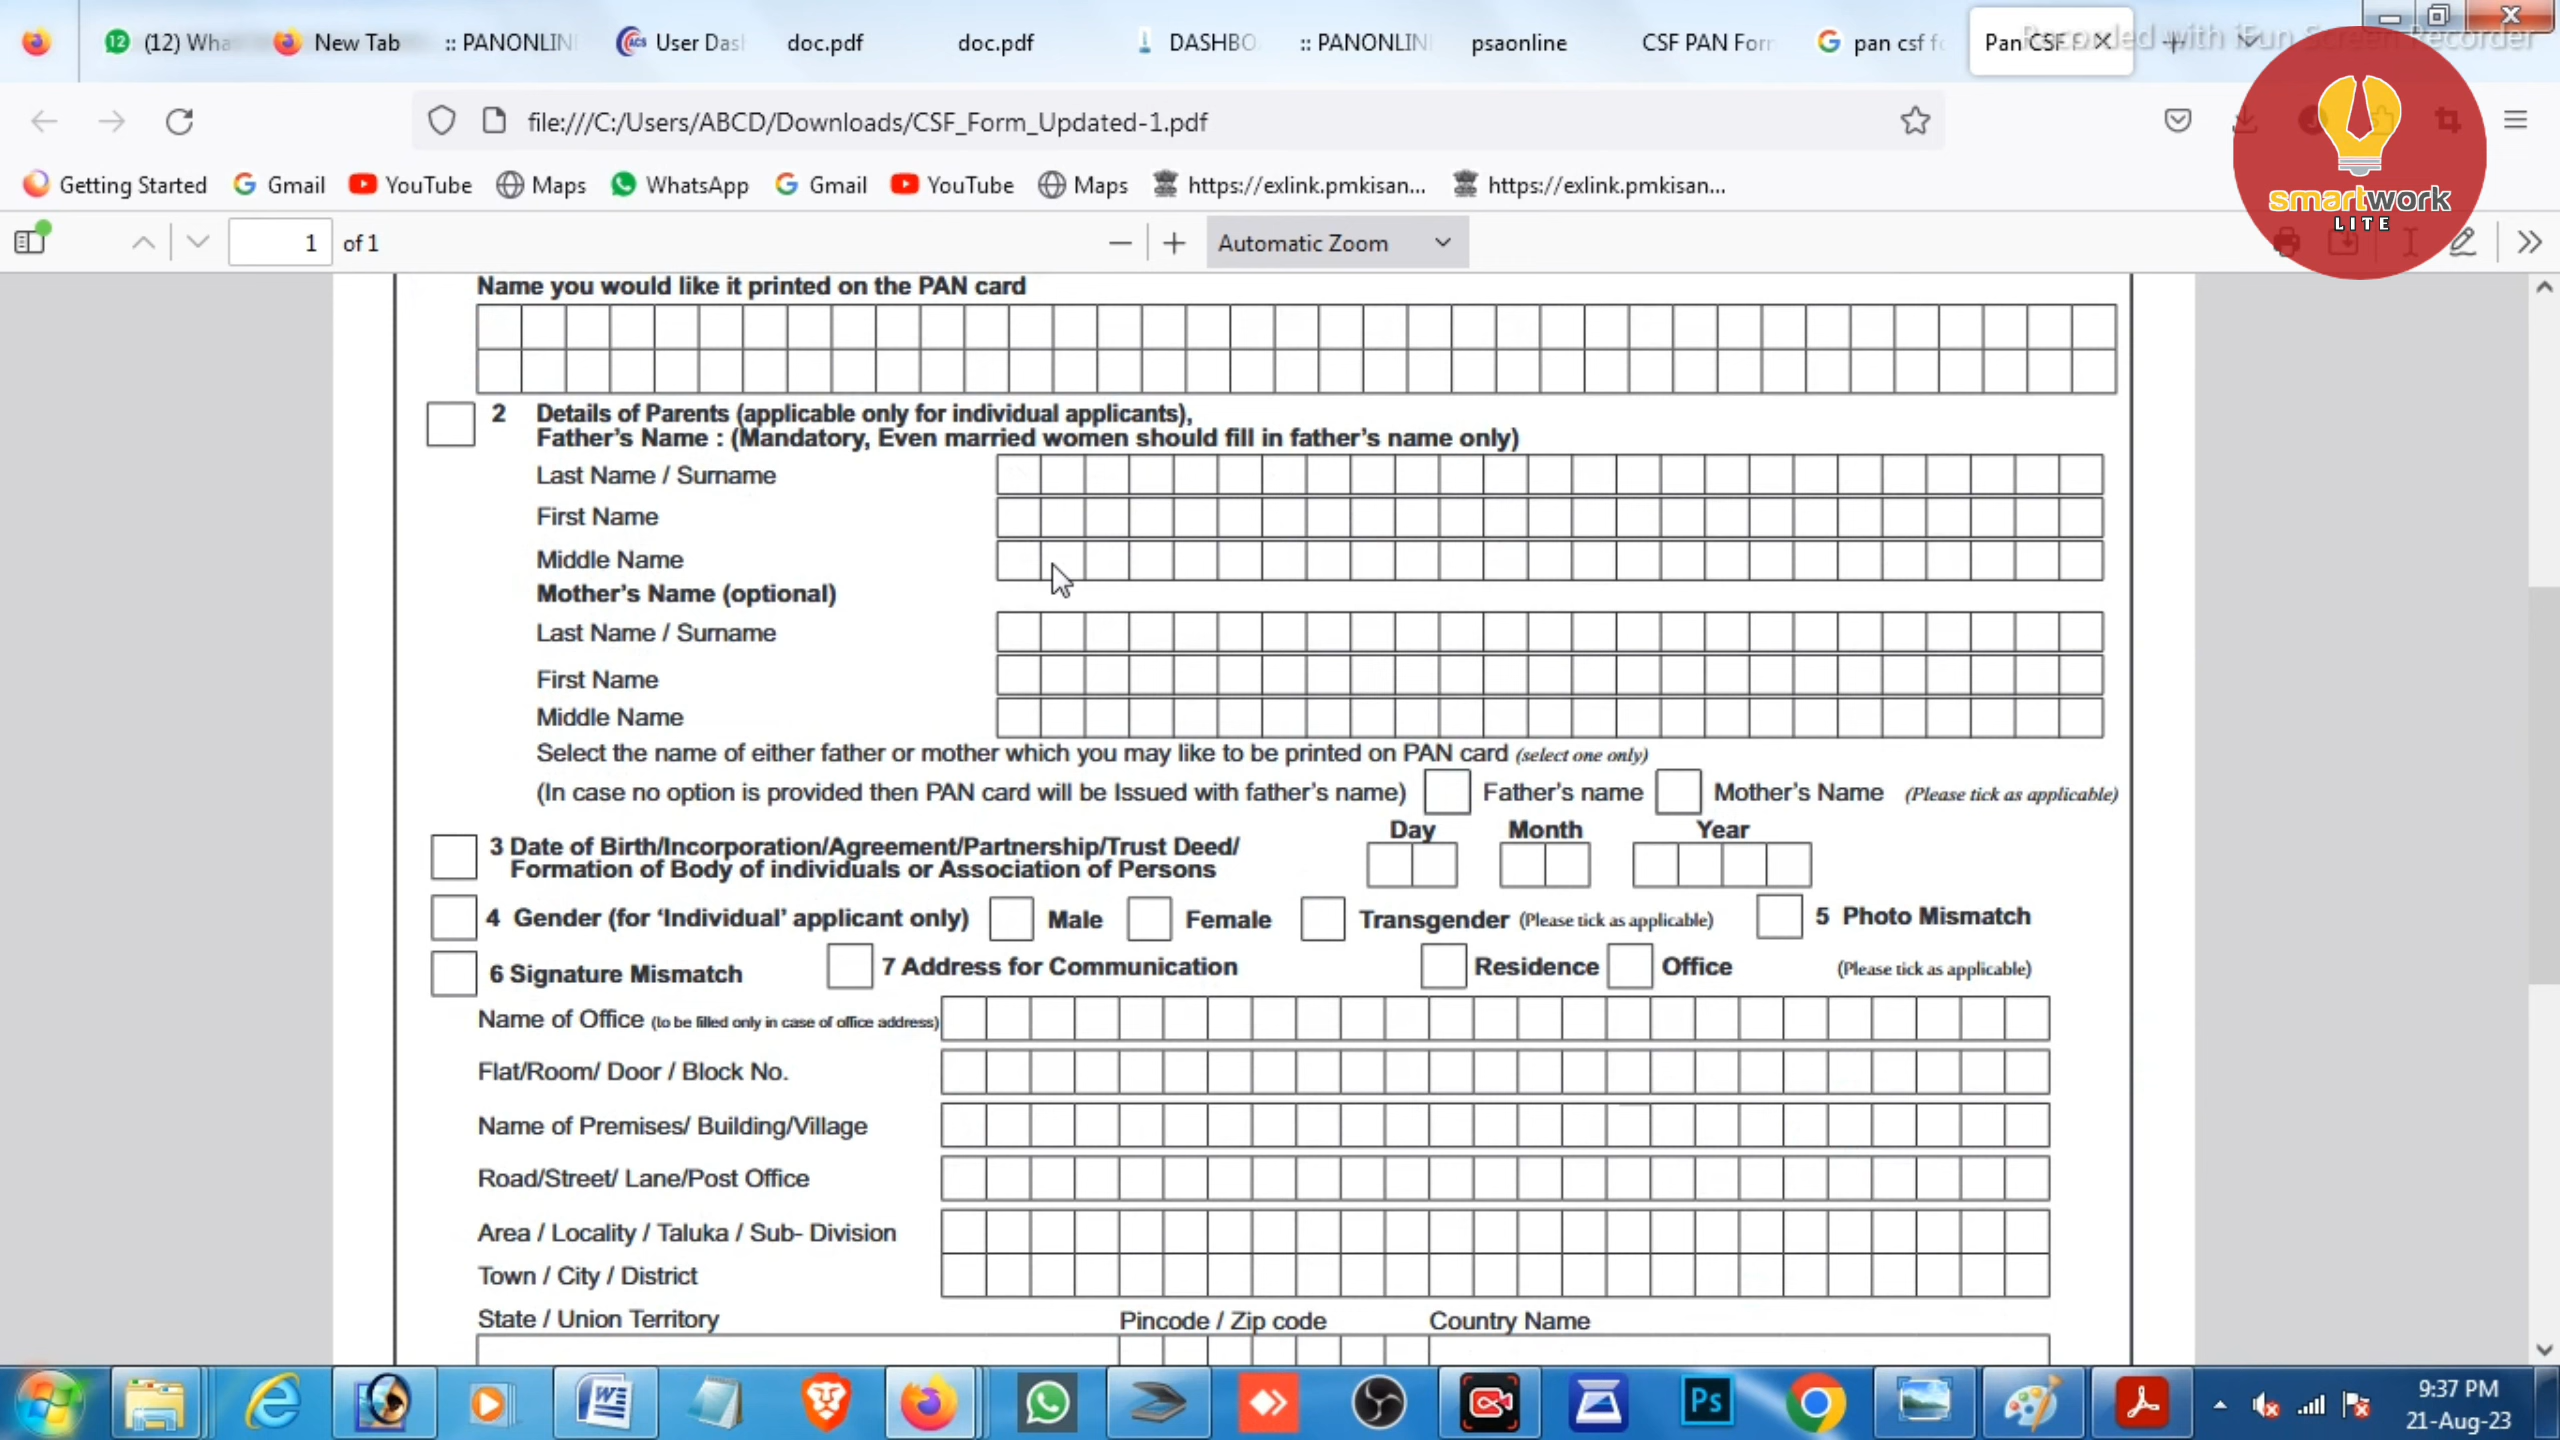 (12) Wha
New Tab
:: PANONLIN
User Das
doc.pdf
doc.pdf
DASHBO
:: PANONLIN
psaonline
CSF PAN Forr
pan csf f
Pan CSF
Recorded with iFun Screen Recorder
file:///C:/Users/ABCD/Downloads/CSF_Form_Updated-1.pdf
Getting Started
Gmail
YouTube
Maps
WhatsApp
Gmail
YouTube
Maps
https://exlink.pmkisan...
https://exlink.pmkisan...
smartwork
LITE
1 of 1
Automatic Zoom
Name you would like it printed on the PAN card
2 Details of Parents (applicable only for individual applicants),
Father's Name : (Mandatory, Even married women should fill in father's name only)
Last Name / Surname
First Name
Middle Name
Mother's Name (optional)
Last Name / Surname
First Name
Middle Name
Select the name of either father or mother which you may like to be printed on PAN card (select one only)
(In case no option is provided then PAN card will be Issued with father's name) Father's name Mother's Name (Please tick as applicable)
Day Month Year
3 Date of Birth/Incorporation/Agreement/Partnership/Trust Deed/
Formation of Body of individuals or Association of Persons
4 Gender (for 'Individual' applicant only) Male Female Transgender (Please tick as applicable) 5 Photo Mismatch
6 Signature Mismatch 7 Address for Communication Residence Office (Please tick as applicable)
Name of Office (to be filled only in case of office address)
Flat/Room/ Door / Block No.
Name of Premises/ Building/Village
Road/Street/ Lane/Post Office
Area / Locality / Taluka / Sub- Division
Town / City / District
State / Union Territory Pincode / Zip code Country Name
Ps
9:37 PM
21-Aug-23